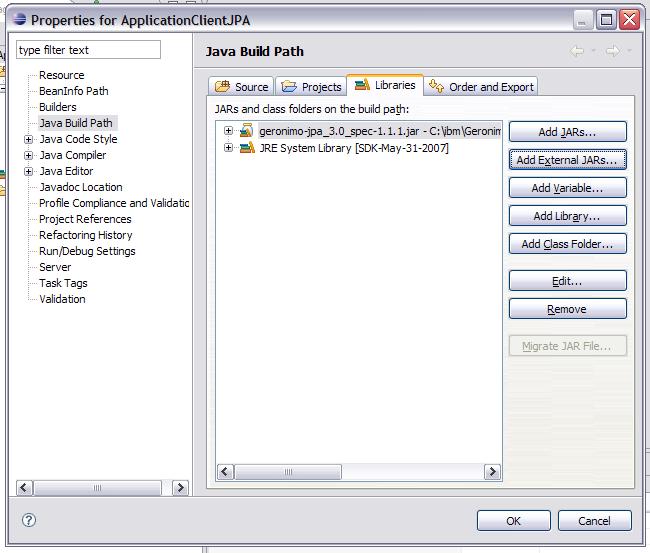 Properties for ApplicationClientJPA
type filter text
Resource
BeanInfo Path
Builders
Java Build Path
Java Code Style
Java Compiler
Java Editor
Javadoc Location
Profile Compliance and Validatio
Project References
Refactoring History
Run/Debug Settings
Server
Task Tags
Validation
Java Build Path
Source Projects Libraries Order and Export
JARs and class folders on the build path:
geronimo-jpa_3.0_spec-1.1.1.jar - C:\ibm\Geronim
JRE System Library [SDK-May-31-2007]
Add JARs...
Add External JARs...
Add Variable...
Add Library...
Add Class Folder...
Edit...
Remove
Migrate JAR File...
OK Cancel